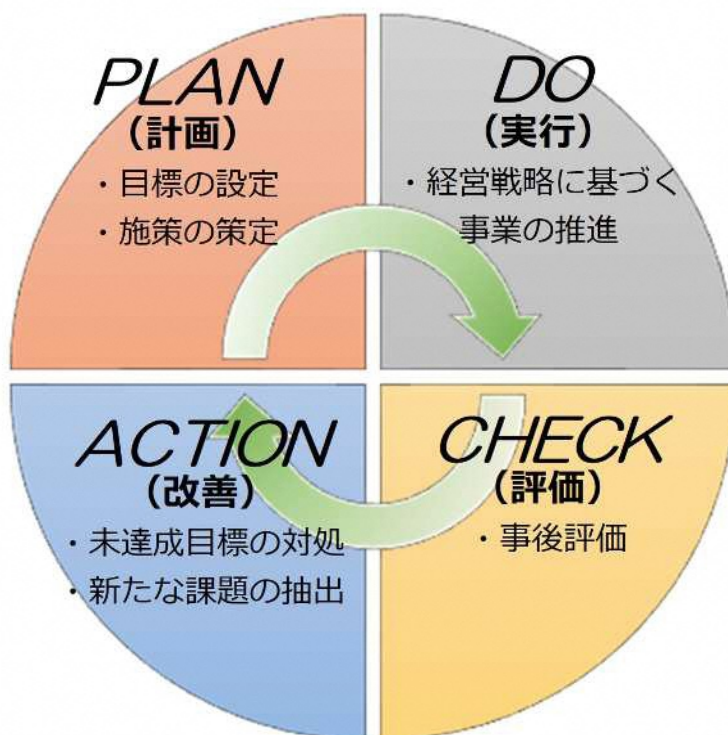 PLAN
(計画)
・目標の設定
・施策の策定
DO
(実行)
・経営戦略に基づく
事業の推進
CHECK
(評価)
・事後評価
ACTION
(改善)
・未達成目標の対処
・新たな課題の抽出